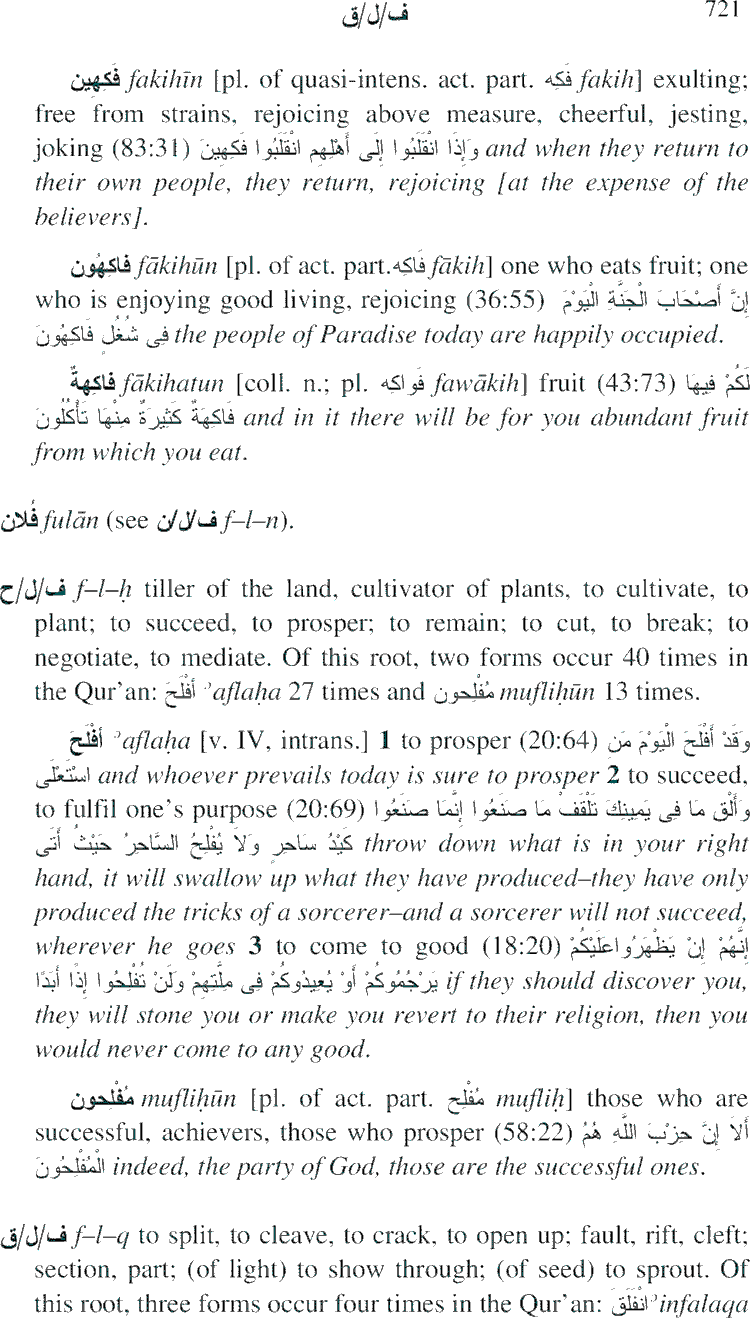 ف/ل/ق 721
فَكِهِين fakihīn [pl. of quasi-intens. act. part. فَكِه fakih] exulting;
free from strains, rejoicing above measure, cheerful, jesting,
joking (83:31) وَإِذَا انْقَلَبُوا إِلَى أَهْلِهِم انْقَلَبُوا فَكِهِينَ and when they return to
their own people, they return, rejoicing [at the expense of the
believers].
فاكِهُون fākihūn [pl. of act. part.فَاكِه fākih] one who eats fruit; one
who is enjoying good living, rejoicing (36:55) إِنَّ أَصْحَابَ الْجَنَّةِ الْيَوْمَ
فِى شُغُلٍ فَاكِهُونَ the people of Paradise today are happily occupied.
فاكِهةٌ fākihatun [coll. n.; pl. فَواكِه fawākih] fruit (43:73) لَكُمْ فِيهَا
فَاكِهَةٌ كَثِيرَةٌ مِنْهَا تَأْكُلُونَ and in it there will be for you abundant fruit
from which you eat.
فُلان fulān (see ف/ل/ن f–l–n).
ف/ل/ح f–l–ḥ tiller of the land, cultivator of plants, to cultivate, to
plant; to succeed, to prosper; to remain; to cut, to break; to
negotiate, to mediate. Of this root, two forms occur 40 times in
the Qur’an: أَفْلَحَ ʾaflaḥa 27 times and مُفْلِحون mufliḥūn 13 times.
أفْلَحَ ʾaflaḥa [v. IV, intrans.] 1 to prosper (20:64) وَقَدْ أَفْلَحَ الْيَوْمَ مَنِ
اسْتَعْلَى and whoever prevails today is sure to prosper 2 to succeed,
to fulfil one’s purpose (20:69) وَأَلْقِ مَا فِى يَمِينِكَ تَلْقَفْ مَا صَنَعُوا إِنَّمَا صَنَعُوا
كَيْدُ سَاحِرٍ وَلاَ يُفْلِحُ السَّاحِرُ حَيْثُ أَتَى throw down what is in your right
hand, it will swallow up what they have produced–they have only
produced the tricks of a sorcerer–and a sorcerer will not succeed,
wherever he goes 3 to come to good (18:20) إِنَّهُمْ إِنْ يَظْهَرُواعَلَيْكُمْ
يَرْجُمُوكُمْ أَوْ يُعِيدُوكُمْ فِى مِلَّتِهِمْ وَلَنْ تُفْلِحُوا إِذًا أَبَدًا if they should discover you,
they will stone you or make you revert to their religion, then you
would never come to any good.
مُفْلِحون mufliḥūn [pl. of act. part. مُفْلِح mufliḥ] those who are
successful, achievers, those who prosper (58:22) أَلاَ إِنَّ حِزْبَ اللَّهِ هُمُ
الْمُفْلِحُونَ indeed, the party of God, those are the successful ones.
ف/ل/ق f–l–q to split, to cleave, to crack, to open up; fault, rift, cleft;
section, part; (of light) to show through; (of seed) to sprout. Of
this root, three forms occur four times in the Qur’an: انْفَلَقَ ʾinfalaqa